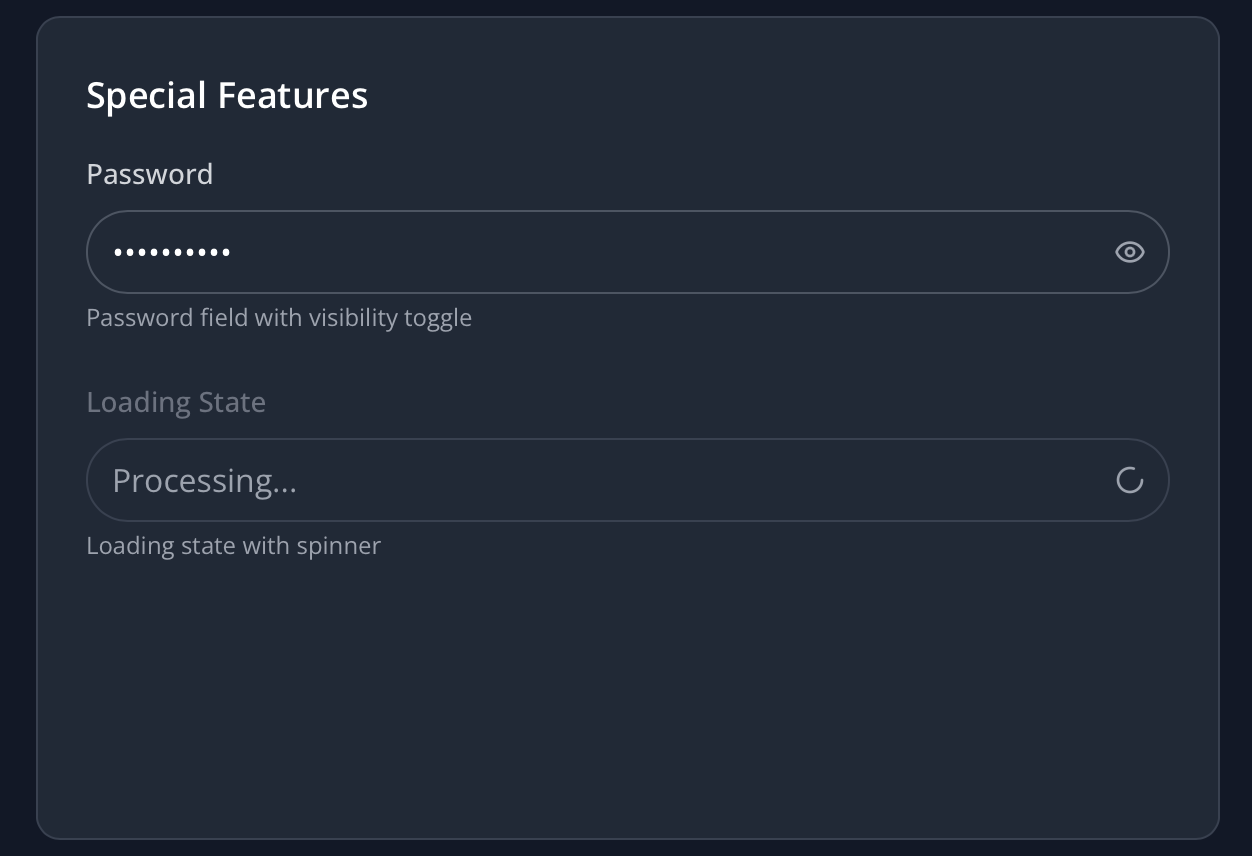 Special Features
Password
••••••••••
Password field with visibility toggle
Loading State
Processing...
Loading state with spinner